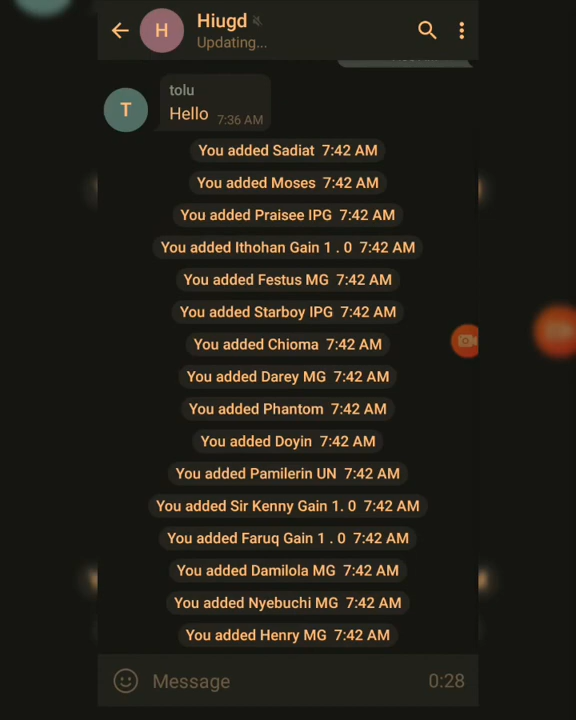 H
Hiugd
Updating...
T
tolu
Hello 7:36 AM
You added Sadiat 7:42 AM
You added Moses 7:42 AM
You added Praisee IPG 7:42 AM
You added Ithohan Gain 1 . 0 7:42 AM
You added Festus MG 7:42 AM
You added Starboy IPG 7:42 AM
You added Chioma 7:42 AM
You added Darey MG 7:42 AM
You added Phantom 7:42 AM
You added Doyin 7:42 AM
You added Pamilerin UN 7:42 AM
You added Sir Kenny Gain 1. 0 7:42 AM
You added Faruq Gain 1 . 0 7:42 AM
You added Damilola MG 7:42 AM
You added Nyebuchi MG 7:42 AM
You added Henry MG 7:42 AM
Message 0:28